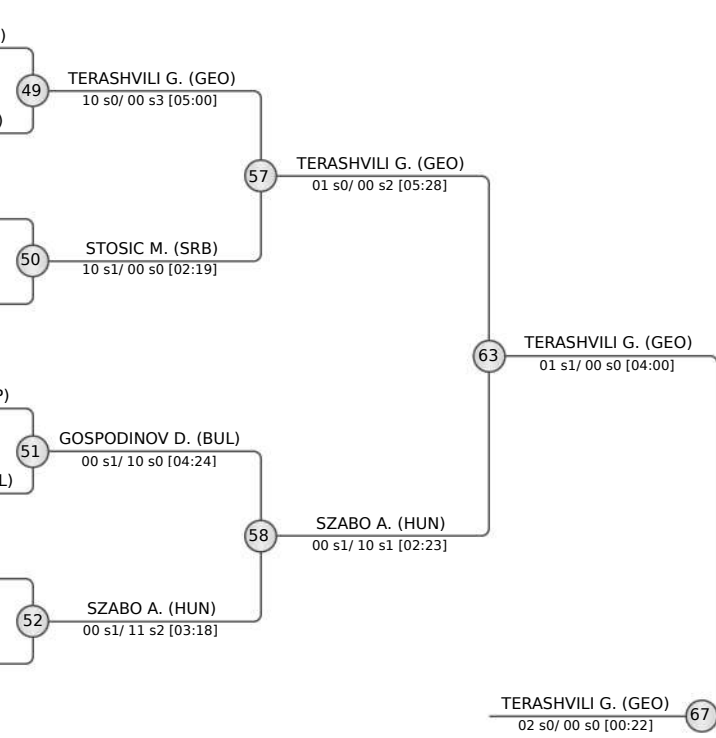 )
49
TERASHVILI G. (GEO)
10 s0/ 00 s3 [05:00]
)
57
TERASHVILI G. (GEO)
01 s0/ 00 s2 [05:28]
50
STOSIC M. (SRB)
10 s1/ 00 s0 [02:19]
63
TERASHVILI G. (GEO)
01 s1/ 00 s0 [04:00]
P)
51
GOSPODINOV D. (BUL)
00 s1/ 10 s0 [04:24]
L)
58
SZABO A. (HUN)
00 s1/ 10 s1 [02:23]
52
SZABO A. (HUN)
00 s1/ 11 s2 [03:18]
TERASHVILI G. (GEO)
02 s0/ 00 s0 [00:22]
67